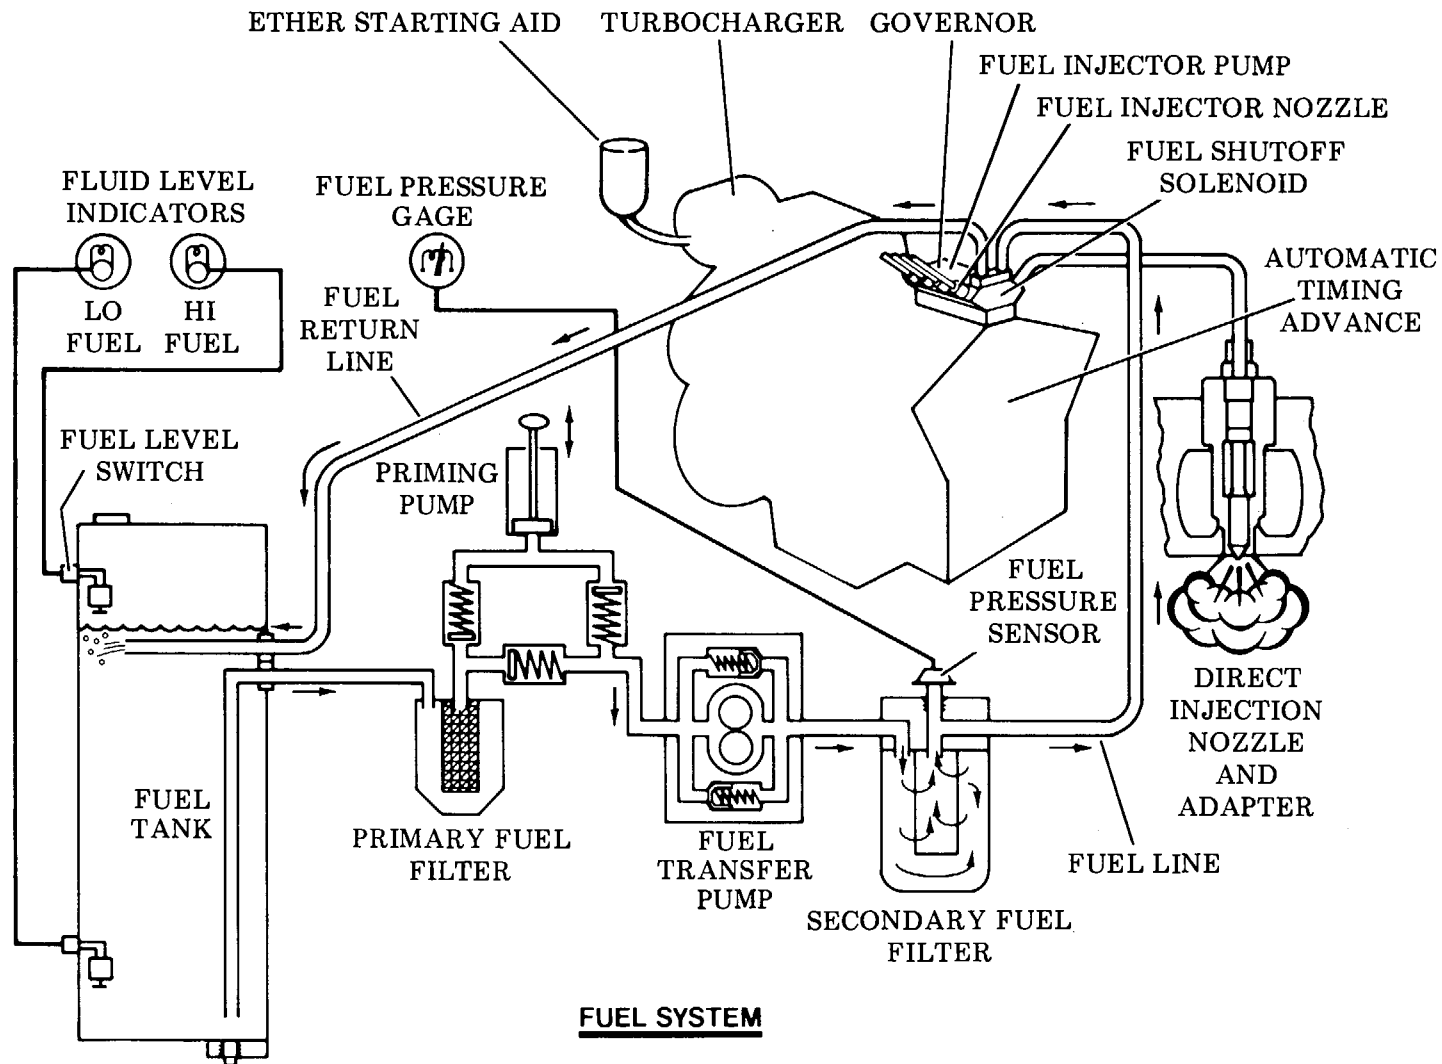 ETHER STARTING AID
TURBOCHARGER
GOVERNOR
FUEL INJECTOR PUMP
FUEL INJECTOR NOZZLE
FUEL SHUTOFF
SOLENOID
FLUID LEVEL
INDICATORS
FUEL PRESSURE
GAGE
AUTOMATIC
TIMING
ADVANCE
LO
FUEL
HI
FUEL
FUEL
RETURN
LINE
FUEL LEVEL
SWITCH
PRIMING
PUMP
FUEL
PRESSURE
SENSOR
DIRECT
INJECTION
NOZZLE
AND
ADAPTER
FUEL
TANK
PRIMARY FUEL
FILTER
FUEL
TRANSFER
PUMP
FUEL LINE
SECONDARY FUEL
FILTER
FUEL SYSTEM